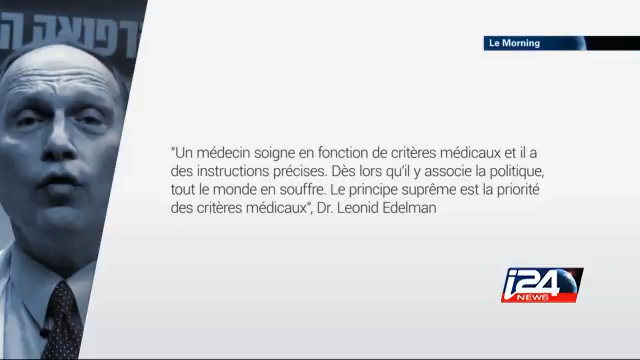 רפואה ה
Le Morning
"Un médecin soigne en fonction de critères médicaux et il a
des instructions précises. Dès lors qu'il y associe la politique,
tout le monde en souffre. Le principe suprême est la priorité
des critères médicaux", Dr. Leonid Edelman
i24
NEWS